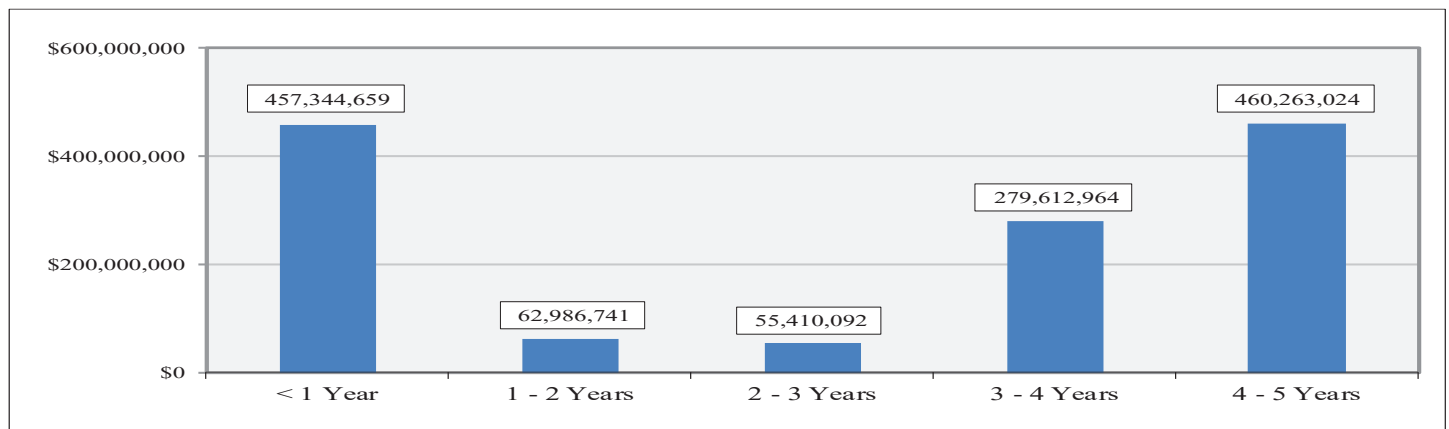 $600,000,000
457,344,659
460,263,024
$400,000,000
279,612,964
$200,000,000
62,986,741
55,410,092
$0
< 1 Year
1 - 2 Years
2 - 3 Years
3 - 4 Years
4 - 5 Years